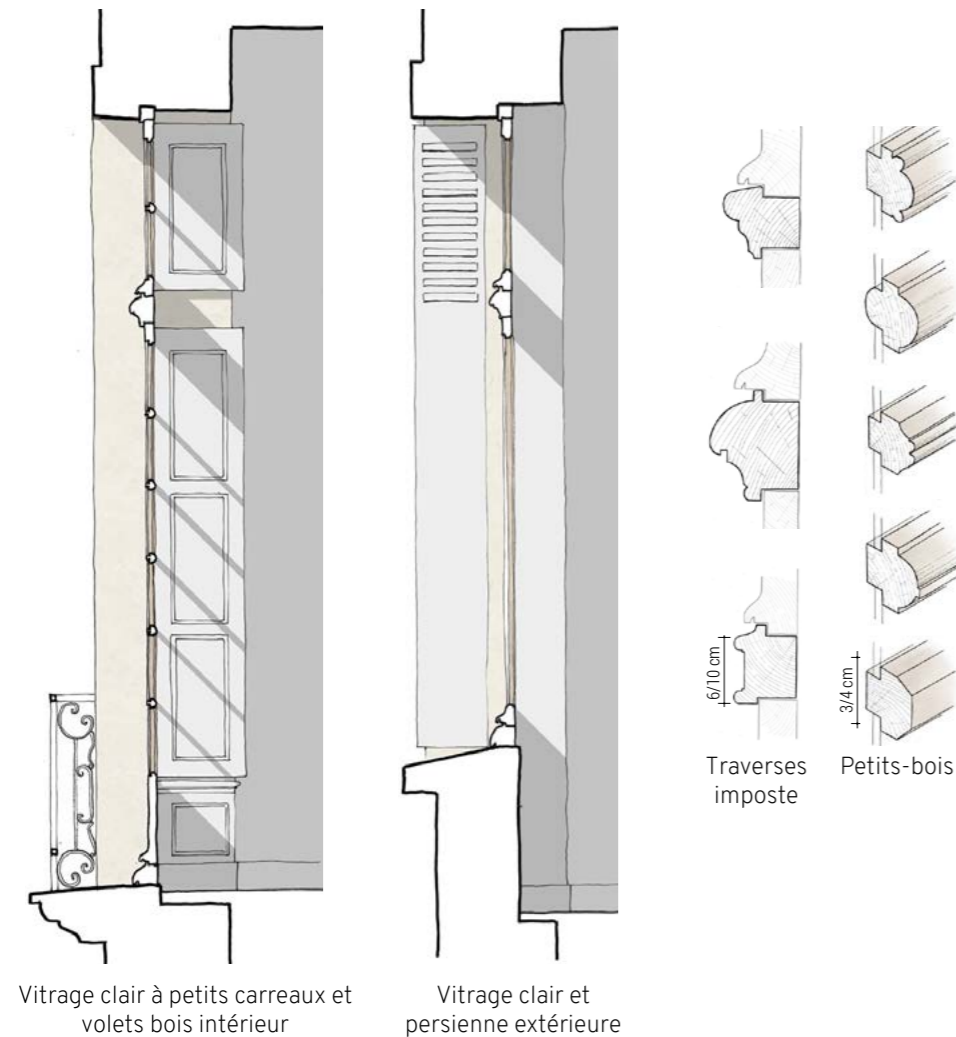 6/10 cm
3/4 cm
Traverses
imposte
Petits-bois
Vitrage clair à petits carreaux et
volets bois intérieur
Vitrage clair et
persienne extérieure